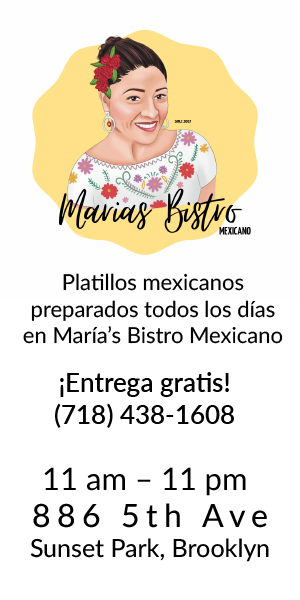 Marias Bistro
MEXICANO
Platillos mexicanos
preparados todos los días
en María's Bistro Mexicano
¡Entrega gratis!
(718) 438-1608
11 am – 11 pm
886 5th Ave
Sunset Park, Brooklyn